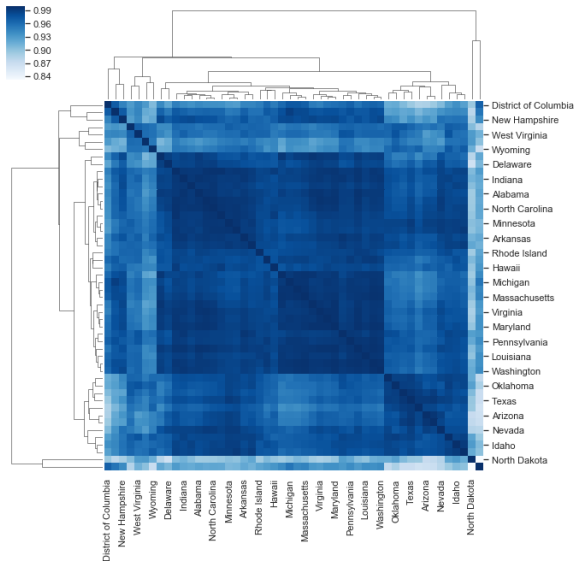 0.99
0.96
0.93
0.90
0.87
0.84
District of Columbia
New Hampshire
West Virginia
Wyoming
Delaware
Indiana
Alabama
North Carolina
Minnesota
Arkansas
Rhode Island
Hawaii
Michigan
Massachusetts
Virginia
Maryland
Pennsylvania
Louisiana
Washington
Oklahoma
Texas
Arizona
Nevada
Idaho
North Dakota
District of Columbia
New Hampshire
West Virginia
Wyoming
Delaware
Indiana
Alabama
North Carolina
Minnesota
Arkansas
Rhode Island
Hawaii
Michigan
Massachusetts
Virginia
Maryland
Pennsylvania
Louisiana
Washington
Oklahoma
Texas
Arizona
Nevada
Idaho
North Dakota